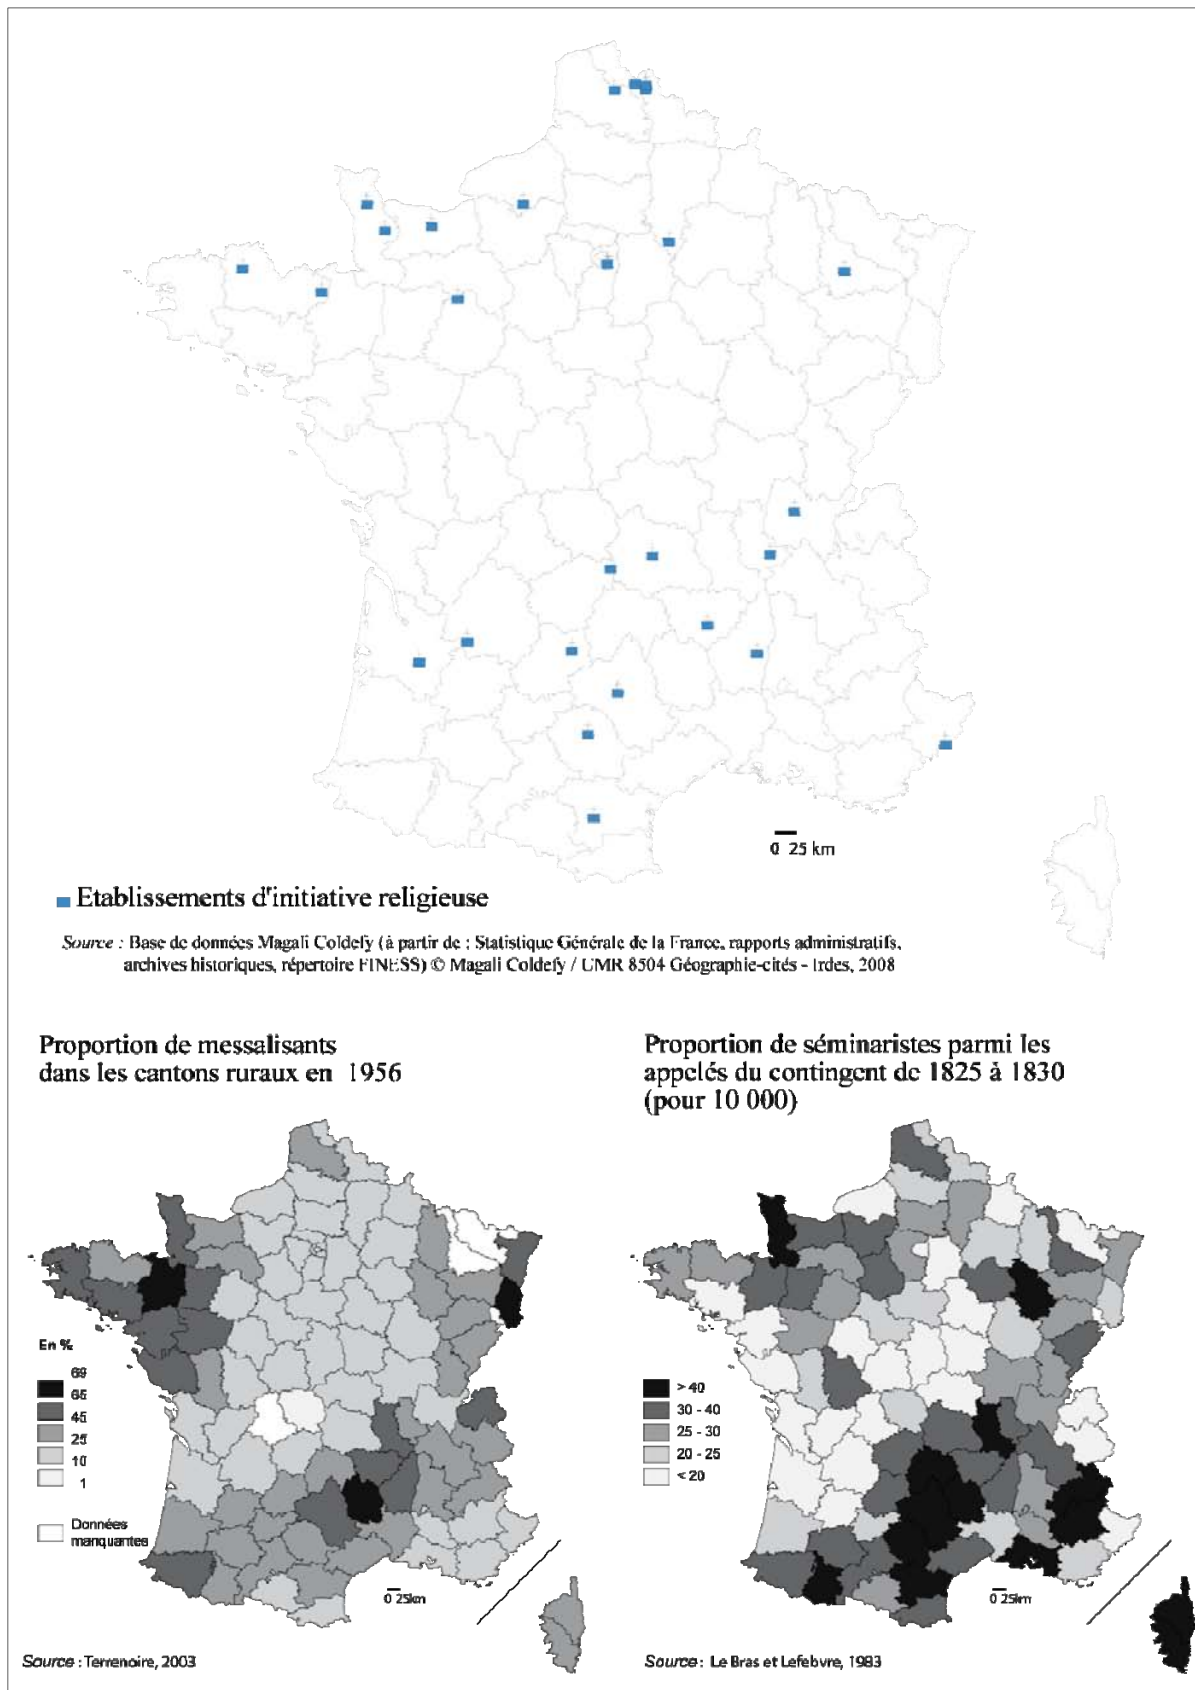 0 25 km
Etablissements d'initiative religieuse
Source : Base de données Magali Coldefy (à partir de : Statistique Générale de la France, rapports administratifs,
archives historiques, répertoire FINESS) © Magali Coldefy / UMR 8504 Géographie-cités - Irdes, 2008
Proportion de messalisants
dans les cantons ruraux en 1956
En %
69
65
45
25
10
1
Données
manquantes
0 25km
Source : Terrenoire, 2003
Proportion de séminaristes parmi les
appelés du contingent de 1825 à 1830
(pour 10 000)
> 40
30 - 40
25 - 30
20 - 25
< 20
0 25km
Source : Le Bras et Lefebvre, 1983